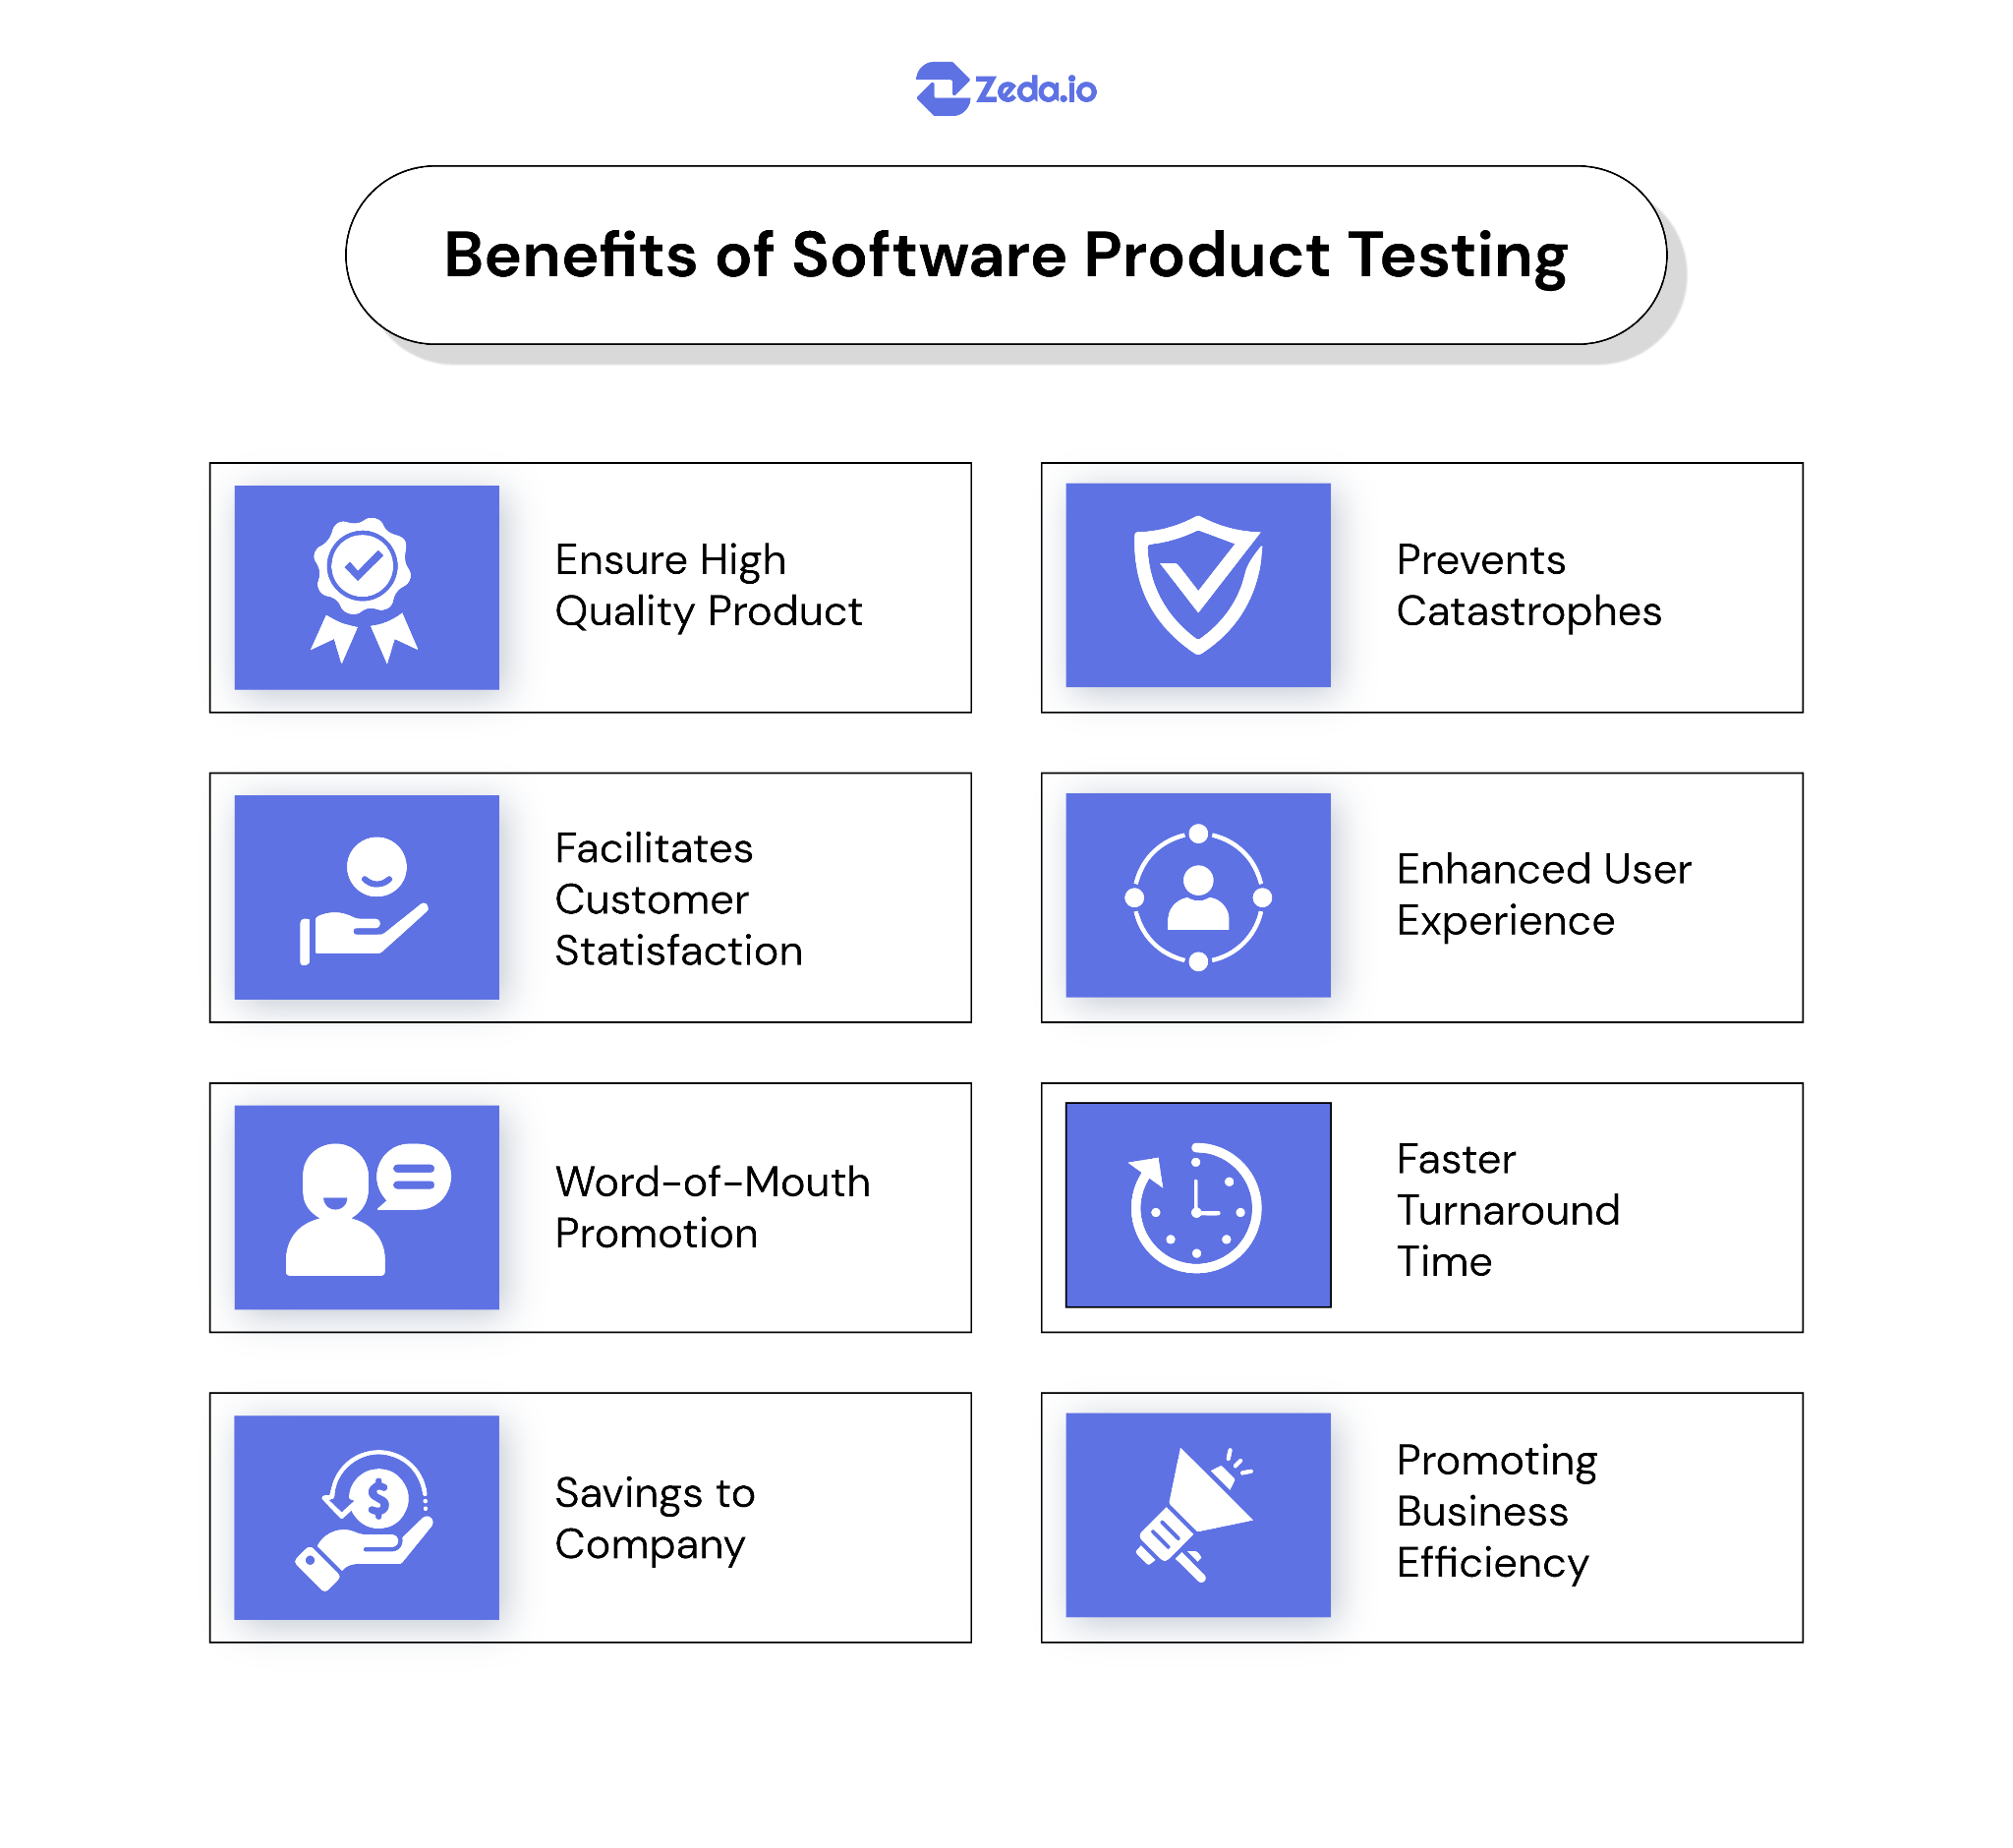 Zeda.io
Benefits of Software Product Testing
Ensure High
Quality Product
Prevents
Catastrophes
Facilitates
Customer
Statisfaction
Enhanced User
Experience
Word-of-Mouth
Promotion
Faster
Turnaround
Time
Savings to
Company
Promoting
Business
Efficiency